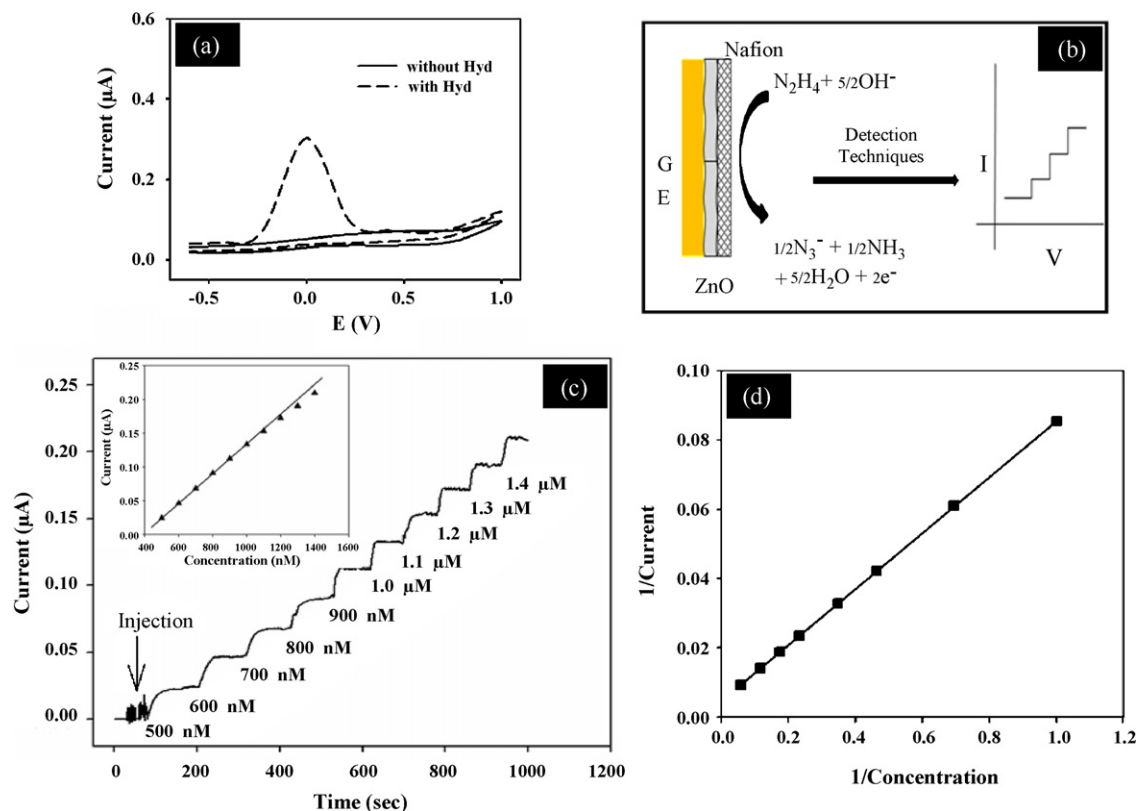 (a)
0.6
0.4
0.2
0.0
Current (µA)
without Hyd
with Hyd
-0.5
0.0
0.5
1.0
E (V)
(b)
Nafion
N₂H₄+ 5/2OH⁻
G
E
Detection
Techniques
I
1/2N₃⁻ + 1/2NH₃
+ 5/2H₂O + 2e⁻
ZnO
V
(c)
0.25
0.20
0.15
0.10
0.05
0.00
Current (µA)
0.25
0.20
0.15
0.10
0.05
0.00
Current (µA)
400 600 800 1000 1200 1400 1600
Concentration (nM)
Injection
500 nM
600 nM
700 nM
800 nM
900 nM
1.0 µM
1.1 µM
1.2 µM
1.3 µM
1.4 µM
0 200 400 600 800 1000 1200
Time (sec)
(d)
0.10
0.08
0.06
0.04
0.02
0.00
1/Current
0.0 0.2 0.4 0.6 0.8 1.0 1.2
1/Concentration